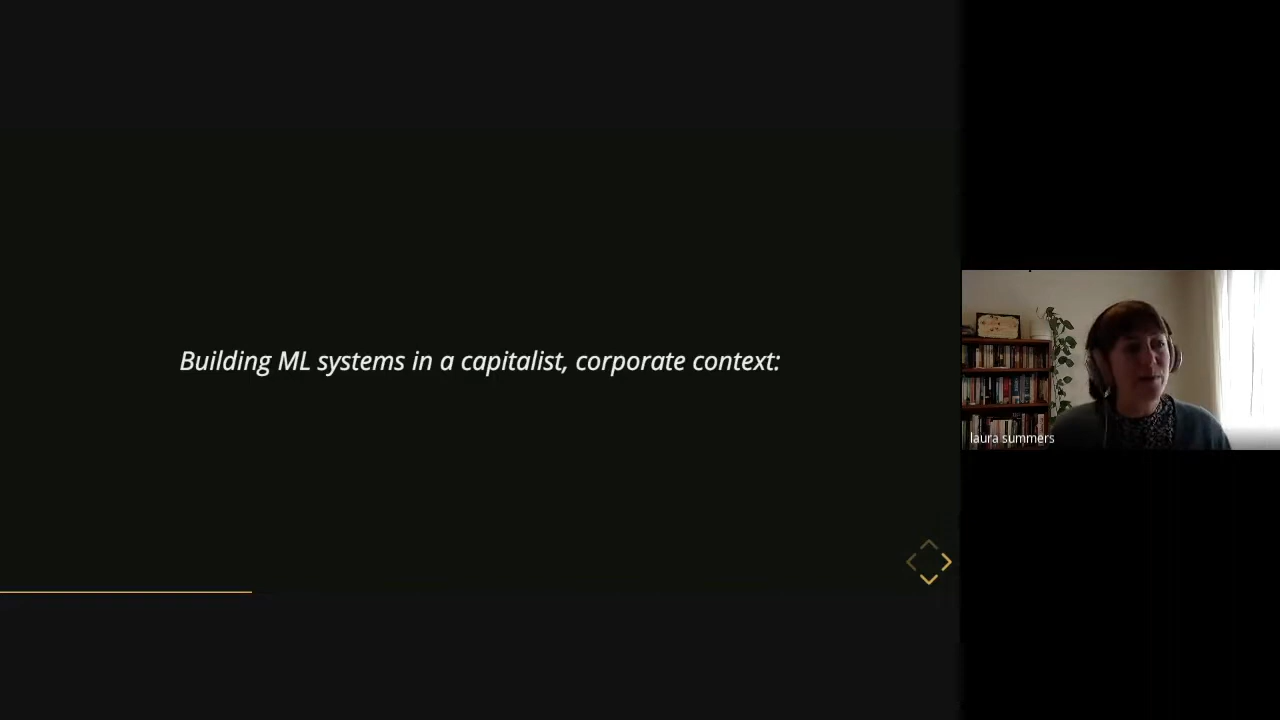 Building ML systems in a capitalist, corporate context:
laura summers